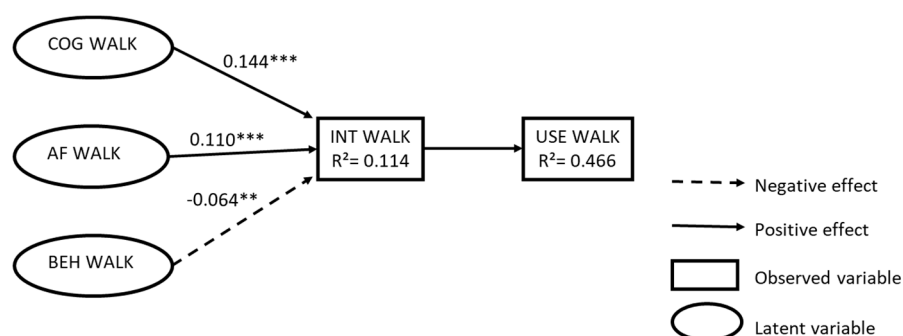 COG WALK
0.144***
AF WALK
0.110***
INT WALK
R²= 0.114
USE WALK
R²= 0.466
-0.064**
BEH WALK
Negative effect
Positive effect
Observed variable
Latent variable